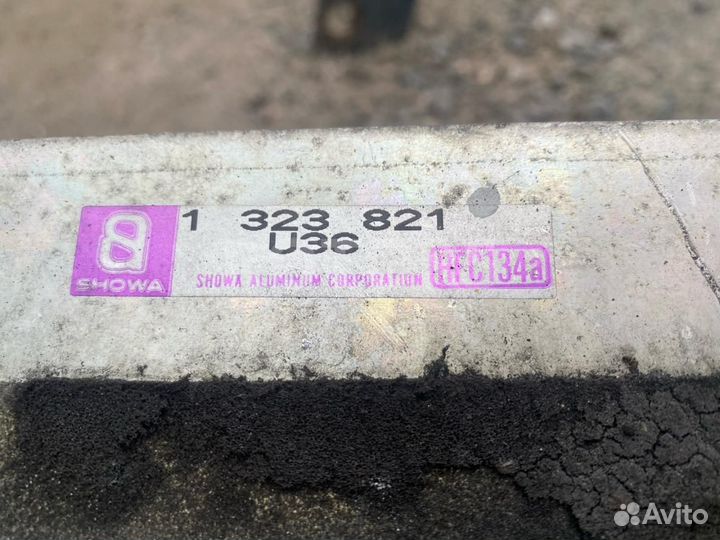 8 1 323 821
U36
SHOWA SHOWA ALUMINUM CORPORATION HFC134a
Avito